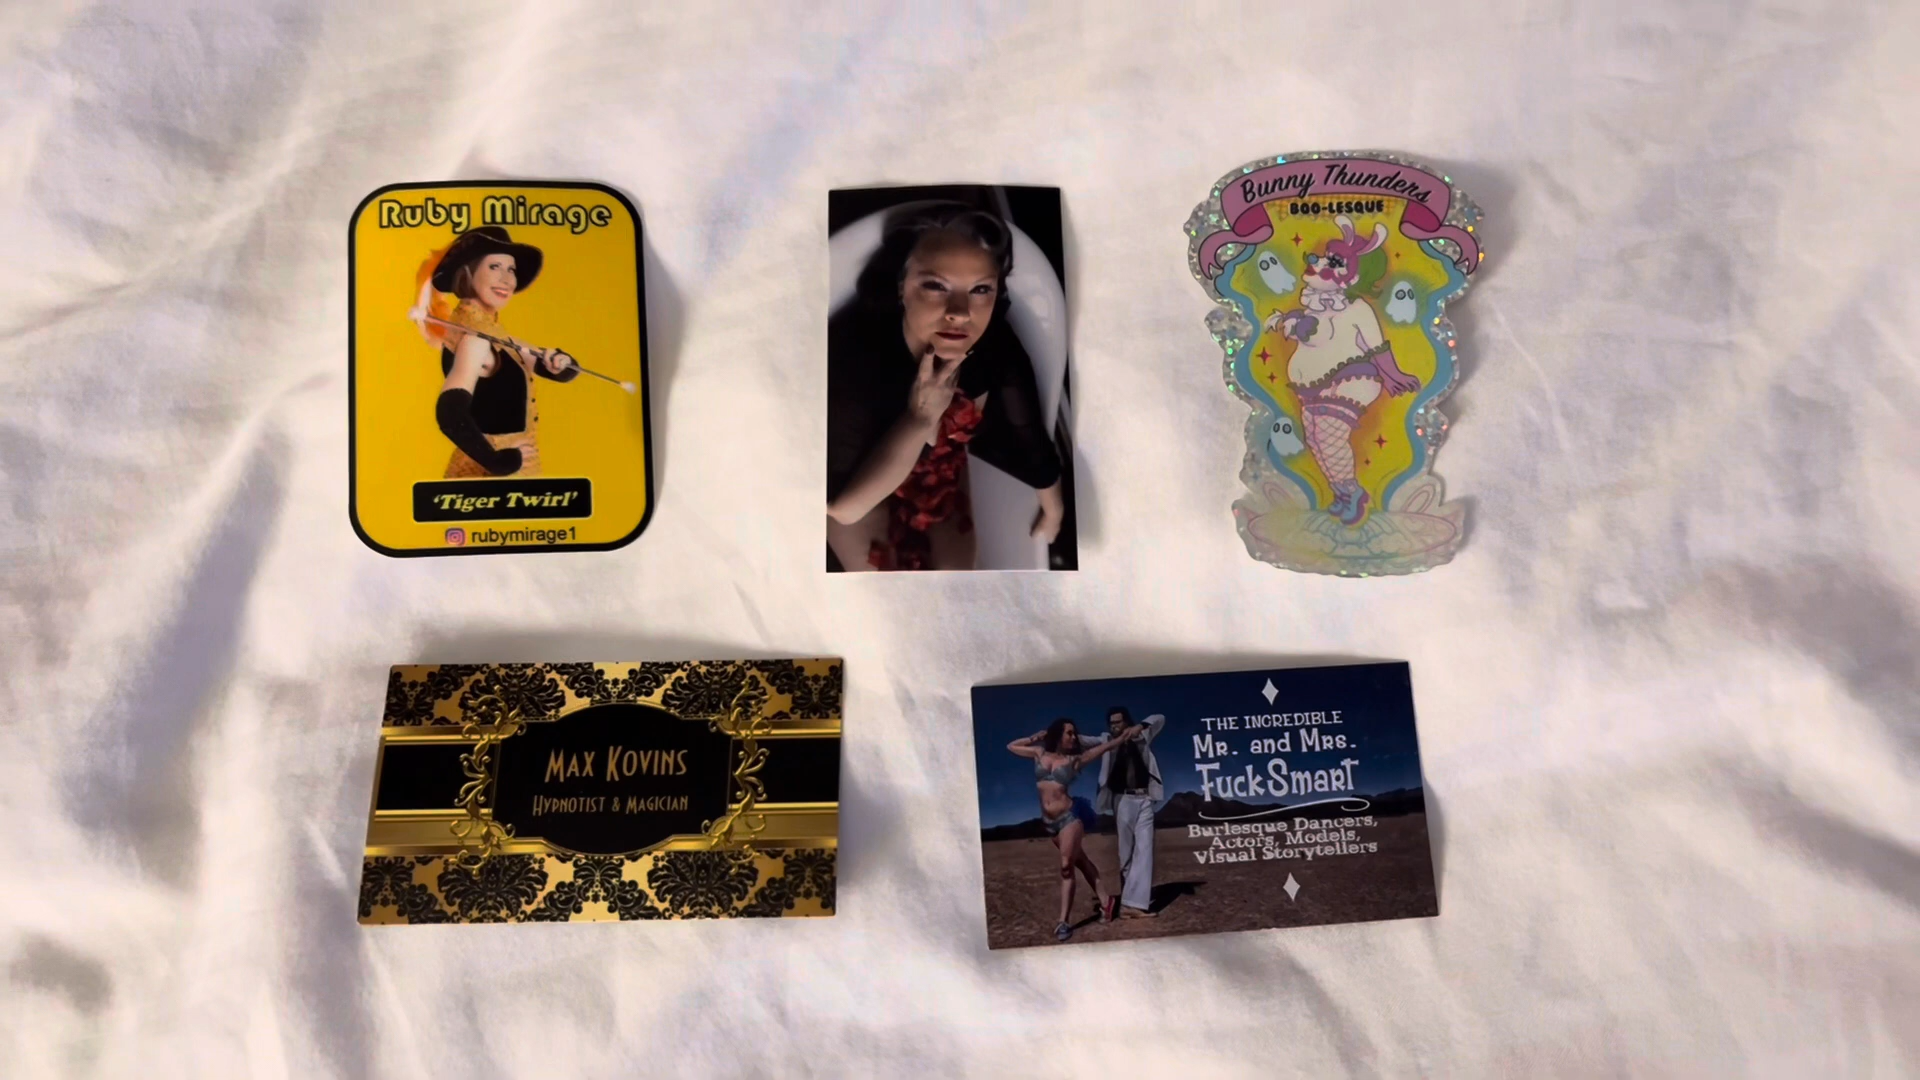 Ruby Mirage
'Tiger Twirl'
rubymirage1
Bunny Thunders
BOO-LESQUE
MAX KOVINS
HYPNOTIST & MAGICIAN
THE INCREDIBLE
MR. and MRS.
FuckSmart
Burlesque Dancers,
Actors, Models,
Visual Storytellers